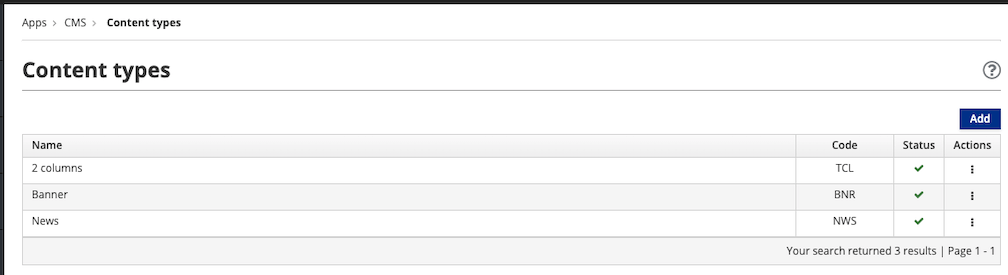 Apps > CMS > Content types
Content types
?
Add
Name Code Status Actions
2 columns TCL
Banner BNR
News NWS
Your search returned 3 results | Page 1 - 1